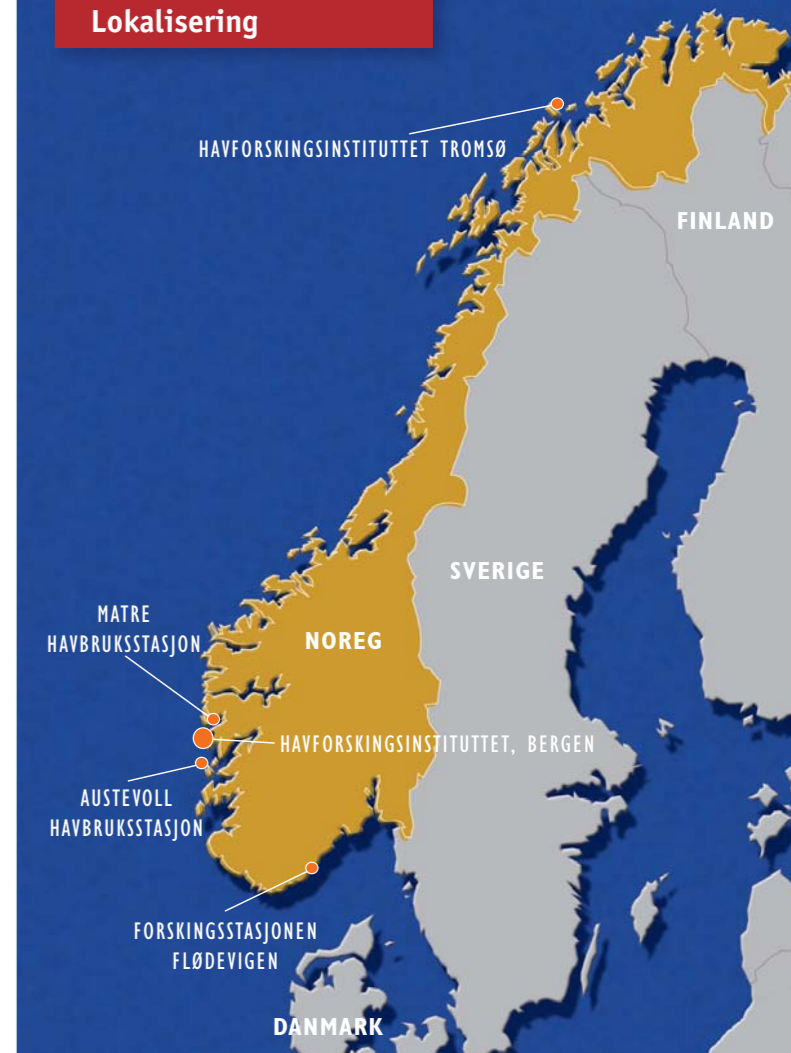 Lokalisering
HAVFORSKINGSINSTITUTTET TROMSØ
FINLAND
SVERIGE
MATRE
HAVBRUKSSTASJON
NOREG
HAVFORSKINGSINSTITUTTET, BERGEN
AUSTEVOLL
HAVBRUKSSTASJON
FORSKINGSSTASJONEN
FLØDEVIGEN
DANMARK